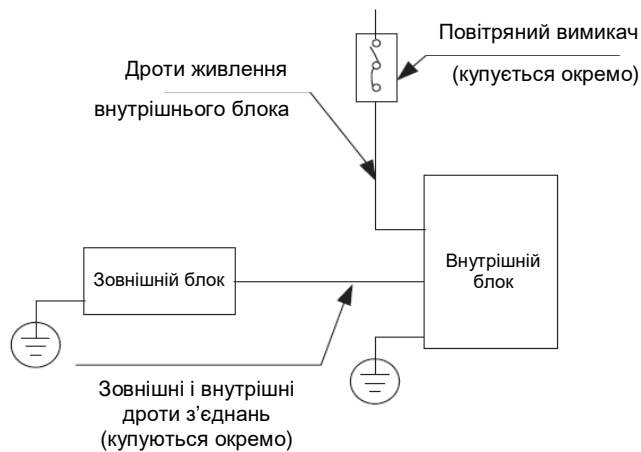 Повітряний вимикач
(купується окремо)
Дроти живлення
внутрішнього блока
Зовнішній блок
Внутрішній
блок
Зовнішні і внутрішні
дроти з’єднань
(купуються окремо)